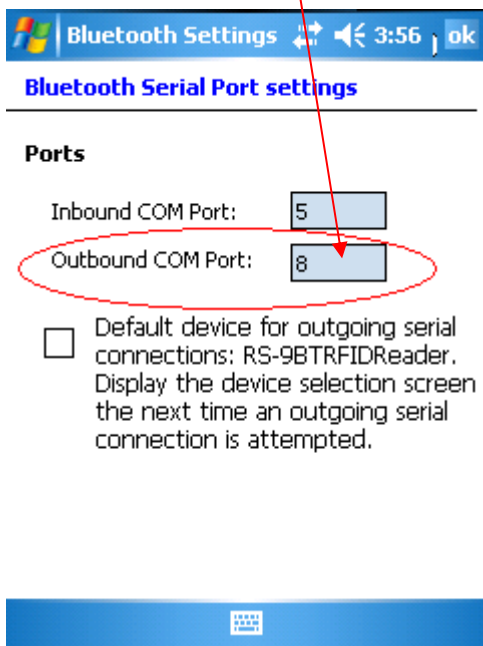 Bluetooth Settings 3:56 ok
Bluetooth Serial Port settings
Ports
Inbound COM Port: 5
Outbound COM Port: 8
Default device for outgoing serial
connections: RS-9BTRFIDReader.
Display the device selection screen
the next time an outgoing serial
connection is attempted.